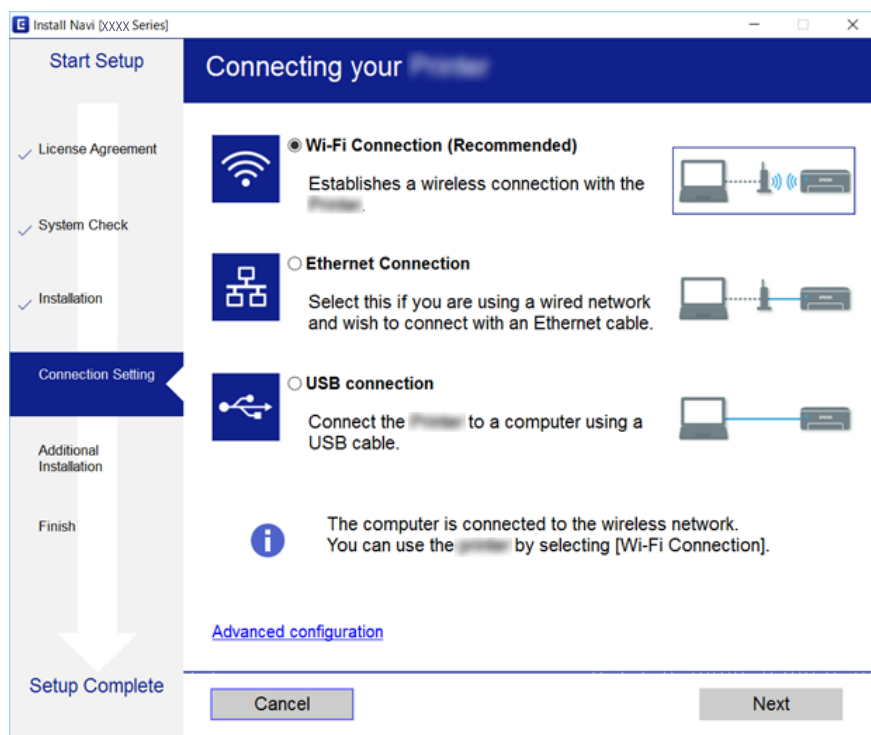 Install Navi [XXXX Series]
Start Setup
License Agreement
System Check
Installation
Connection Setting
Additional
Installation
Finish
Setup Complete
Connecting your
Wi-Fi Connection (Recommended)
Establishes a wireless connection with the
.
Ethernet Connection
Select this if you are using a wired network
and wish to connect with an Ethernet cable.
USB connection
Connect the to a computer using a
USB cable.
The computer is connected to the wireless network.
You can use the by selecting [Wi-Fi Connection].
Advanced configuration
Cancel
Next